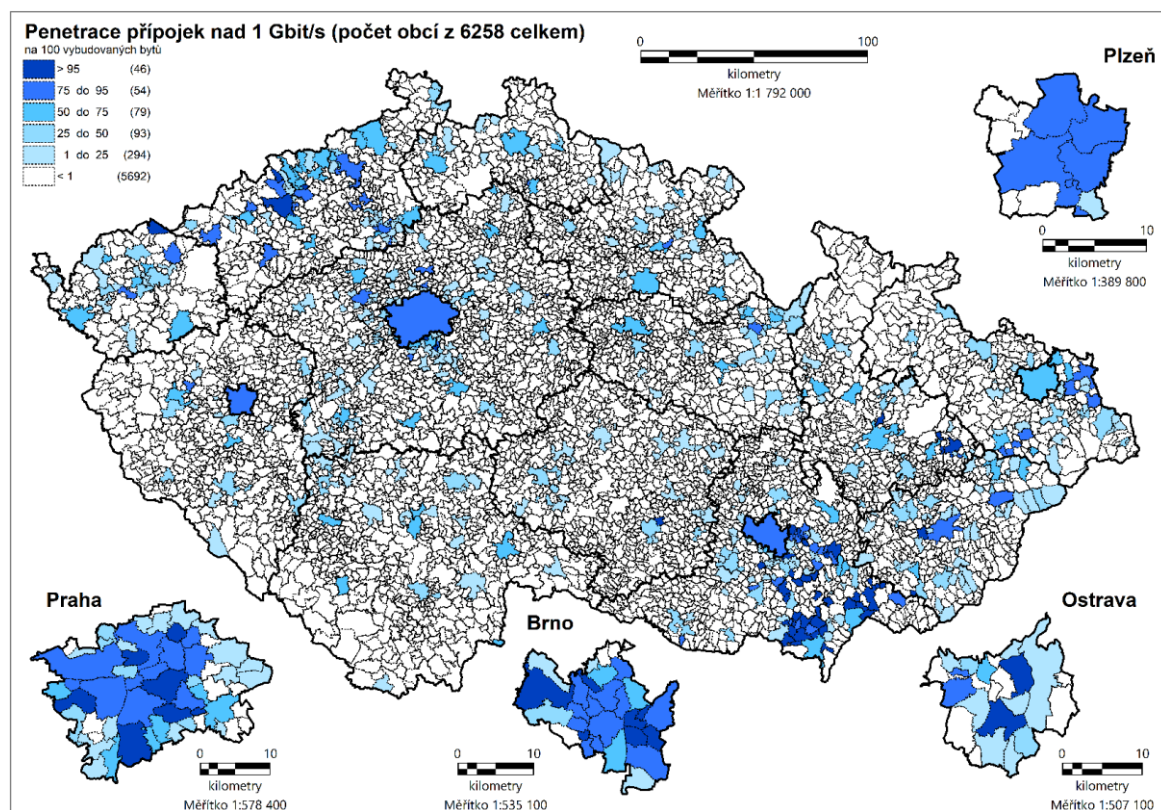 Penetrace přípojek nad 1 Gbit/s (počet obcí z 6258 celkem)
na 100 vybudovaných bytů
> 95 (46)
75 do 95 (54)
50 do 75 (79)
25 do 50 (93)
1 do 25 (294)
< 1 (5692)
0 100
kilometry
Měřítko 1:1 792 000
Plzeň
0 10
kilometry
Měřítko 1:389 800
Praha
0 10
kilometry
Měřítko 1:578 400
Brno
0 10
kilometry
Měřítko 1:535 100
Ostrava
0 10
kilometry
Měřítko 1:507 100